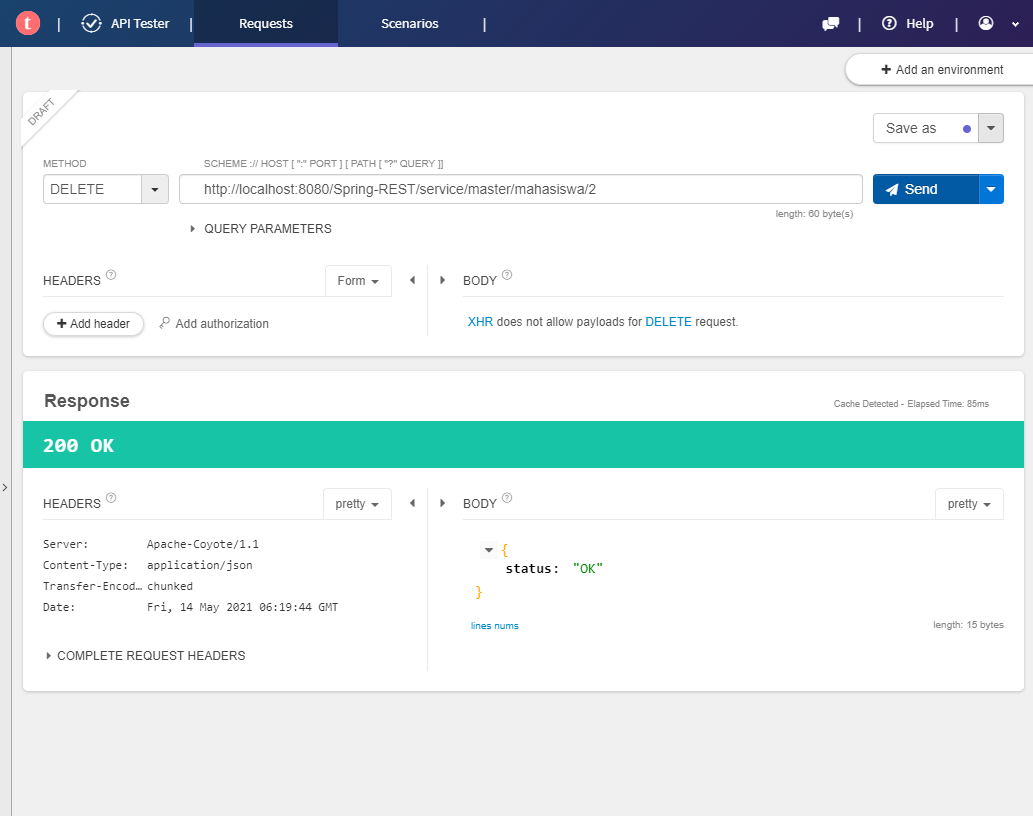 t | API Tester | Requests Scenarios | | Help |
+ Add an environment
DRAFT
Save as
METHOD SCHEME :// HOST [ ":" PORT ] [ PATH [ "?" QUERY ]]
DELETE http://localhost:8080/Spring-REST/service/master/mahasiswa/2 Send
length: 60 byte(s)
QUERY PARAMETERS
HEADERS ? Form BODY ?
+ Add header Add authorization XHR does not allow payloads for DELETE request.
Response Cache Detected - Elapsed Time: 85ms
200 OK
HEADERS ? pretty BODY ? pretty
Server: Apache-Coyote/1.1
Content-Type: application/json
Transfer-Encod… chunked
Date: Fri, 14 May 2021 06:19:44 GMT
{
status: "OK"
}
lines nums length: 15 bytes
COMPLETE REQUEST HEADERS